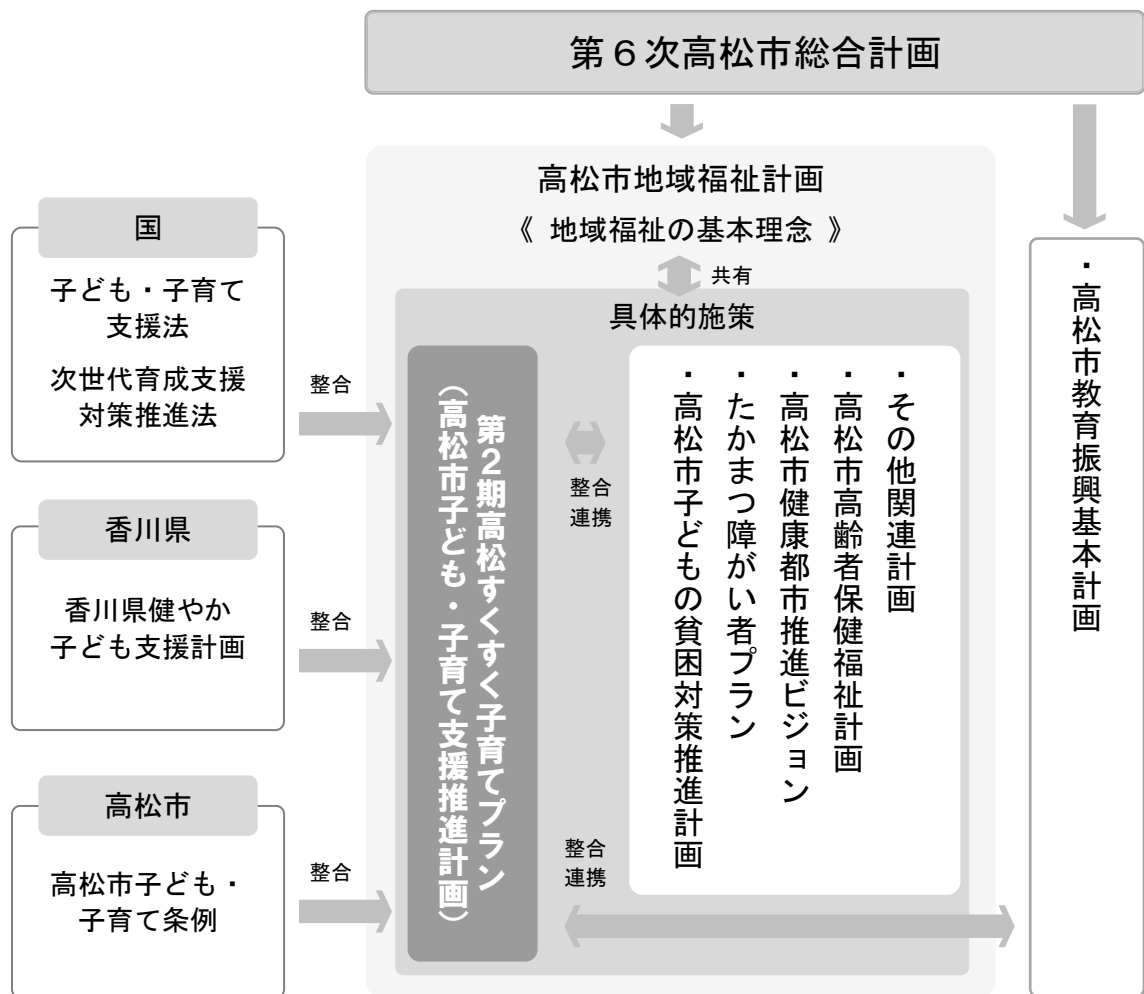 第６次高松市総合計画
高松市地域福祉計画
《 地域福祉の基本理念 》
共有
具体的施策
国
子ども・子育て
支援法
次世代育成支援
対策推進法
整合
香川県
香川県健やか
子ども支援計画
整合
高松市
高松市子ども・
子育て条例
整合
第２期高松すくすく子育てプラン
（高松市子ども・子育て支援推進計画）
整合
連携
・その他関連計画
・高松市高齢者保健福祉計画
・高松市健康都市推進ビジョン
・たかまつ障がい者プラン
・高松市子どもの貧困対策推進計画
整合
連携
・高松市教育振興基本計画